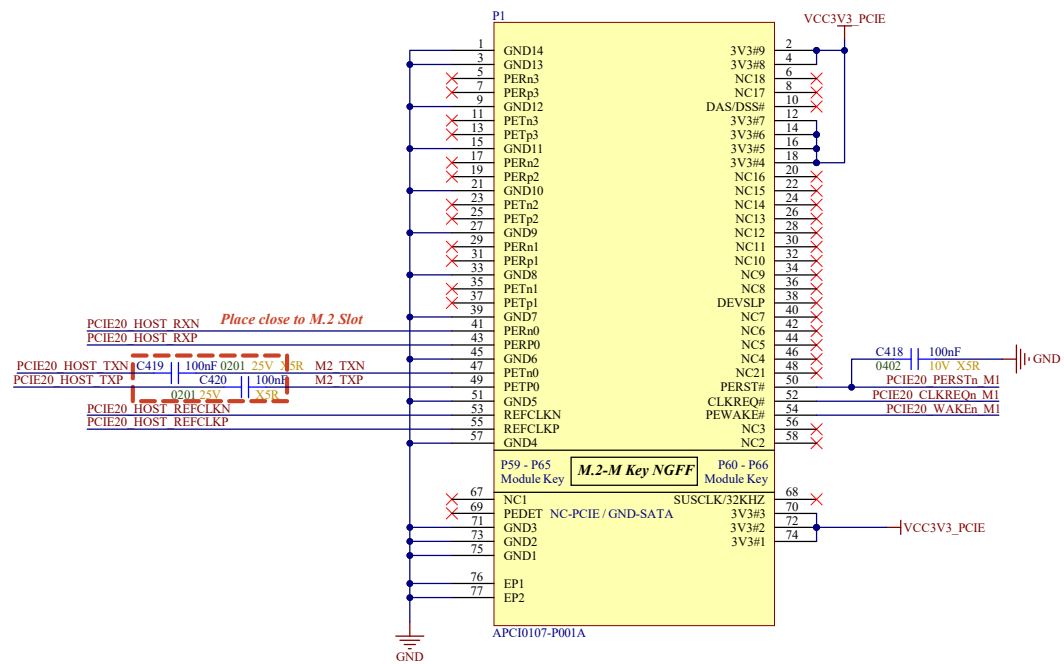 P1
VCC3V3_PCIE
1 GND14 3V3#9 2
3 GND13 3V3#8 4
5 PERn3 NC18 6
7 PERp3 NC17 8
9 GND12 DAS/DSS# 10
11 PETn3 3V3#7 12
13 PETp3 3V3#6 14
15 GND11 3V3#5 16
17 PERn2 3V3#4 18
19 PERp2 NC16 20
21 GND10 NC15 22
23 PETn2 NC14 24
25 PETp2 NC13 26
27 GND9 NC12 28
29 PERn1 NC11 30
31 PERp1 NC10 32
33 GND8 NC9 34
35 PETn1 NC8 36
37 PETp1 DEVSLP 38
39 GND7 NC7 40
PCIE20_HOST_RXN Place close to M.2 Slot 41 PERn0 NC6 42
PCIE20_HOST_RXP 43 PERP0 NC5 44
45 GND6 NC4 46 C418 100nF GND
PCIE20_HOST_TXN C419 100nF 0201 25V X5R M2_TXN 47 PETn0 NC21 48 0402 10V X5R
PCIE20_HOST_TXP C420 100nF M2_TXP 49 PETP0 PERST# 50 PCIE20_PERSTn_M1
0201 25V X5R 51 GND5 CLKREQ# 52 PCIE20_CLKREQn_M1
PCIE20_HOST_REFCLKN 53 REFCLKN PEWAKE# 54 PCIE20_WAKEn_M1
PCIE20_HOST_REFCLKP 55 REFCLKP NC3 56
57 GND4 NC2 58
P59 - P65 M.2-M Key NGFF P60 - P66
Module Key Module Key
67 NC1 SUSCLK/32KHZ 68
69 PEDET NC-PCIE / GND-SATA 3V3#3 70
71 GND3 3V3#2 72 VCC3V3_PCIE
73 GND2 3V3#1 74
75 GND1
76 EP1
77 EP2
APCI0107-P001A
GND